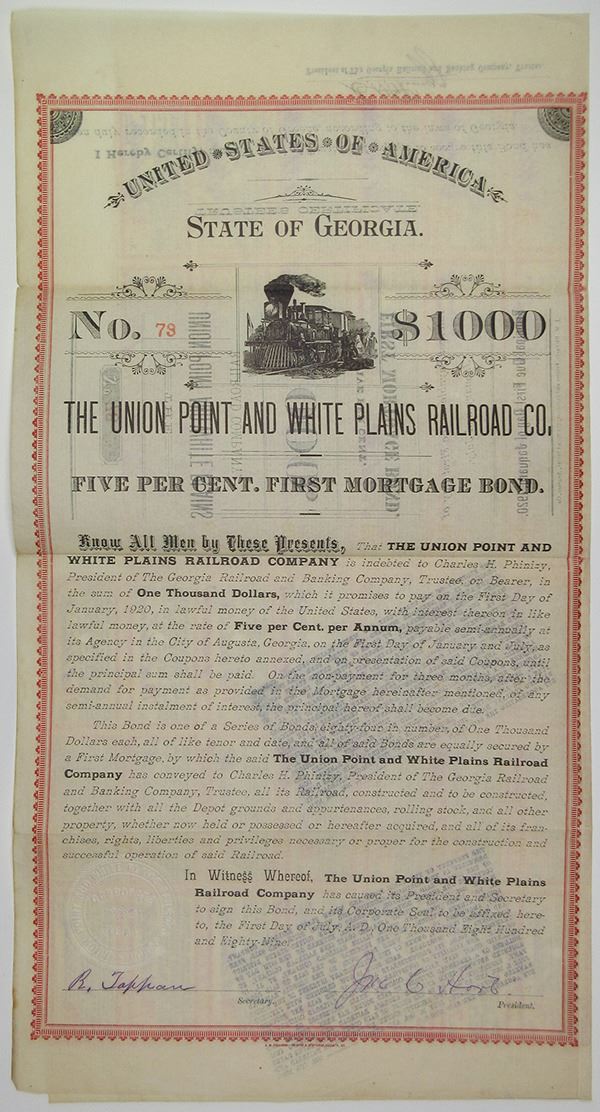 UNITED STATES OF AMERICA
STATE OF GEORGIA.
No. 73
$1000
THE UNION POINT AND WHITE PLAINS RAILROAD CO.
FIVE PER CENT. FIRST MORTGAGE BOND.
Know All Men by These Presents, That THE UNION POINT AND
WHITE PLAINS RAILROAD COMPANY is indebted to Charles H. Phinizy,
President of The Georgia Railroad and Banking Company, Trustee, or Bearer, in
the sum of One Thousand Dollars, which it promises to pay on the First Day of
January, 1920, in lawful money of the United States, with interest thereon in like
lawful money, at the rate of Five per Cent. per Annum, payable semi-annually at
its Agency in the City of Augusta, Georgia, on the First Day of January and July, as
specified in the Coupons hereto annexed, and on presentation of said Coupons, until
the principal sum shall be paid. On the non-payment for three months, after the
demand for payment as provided in the Mortgage hereinafter mentioned, of any
semi-annual instalment of interest, the principal hereof shall become due.
This Bond is one of a Series of Bonds, eighty-four in number, of One Thousand
Dollars each, all of like tenor and date, and all of said Bonds are equally secured by
a First Mortgage, by which the said The Union Point and White Plains Railroad
Company has conveyed to Charles H. Phinizy, President of The Georgia Railroad
and Banking Company, Trustee, all its Railroad, constructed and to be constructed,
together with all the Depot grounds and appurtenances, rolling stock, and all other
property, whether now held or possessed or hereafter acquired, and all of its fran-
chises, rights, liberties and privileges necessary or proper for the construction and
successful operation of said Railroad.
In Witness Whereof, The Union Point and White Plains
Railroad Company has caused its President and Secretary
to sign this Bond, and its Corporate Seal to be affixed here-
to, the First Day of July, A. D., One Thousand Eight Hundred
and Eighty-Nine.
R. Tappan
Secretary.
President.